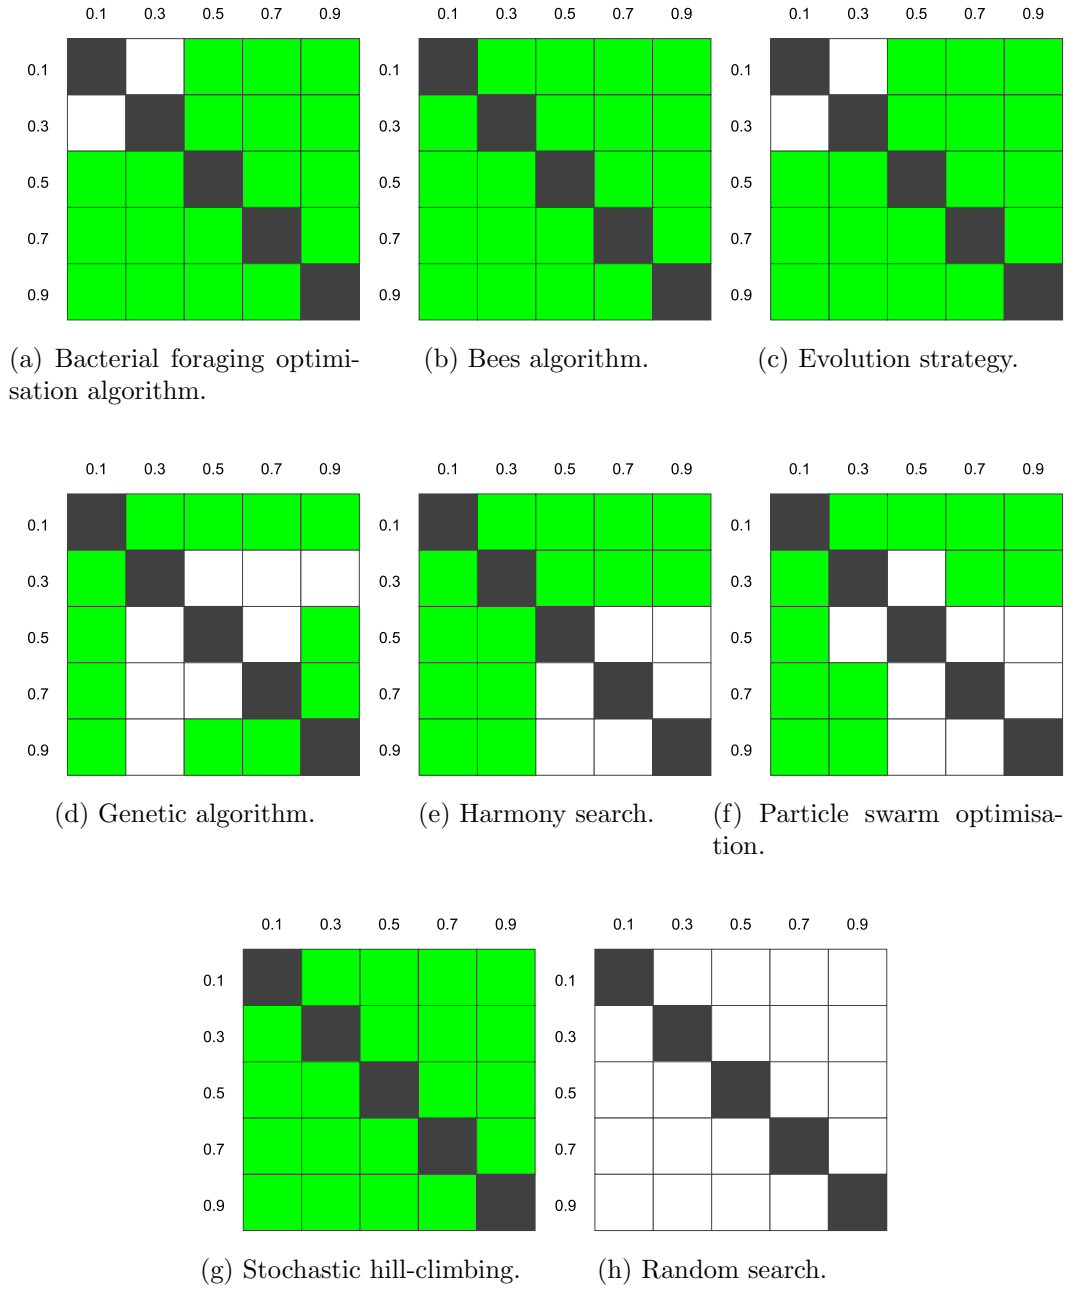 0.1 0.3 0.5 0.7 0.9 0.1 0.3 0.5 0.7 0.9 0.1 0.3 0.5 0.7 0.9
0.1 0.1 0.1
0.3 0.3 0.3
0.5 0.5 0.5
0.7 0.7 0.7
0.9 0.9 0.9
(a) Bacterial foraging optimi-
sation algorithm.
(b) Bees algorithm.
(c) Evolution strategy.
0.1 0.3 0.5 0.7 0.9 0.1 0.3 0.5 0.7 0.9 0.1 0.3 0.5 0.7 0.9
0.1 0.1 0.1
0.3 0.3 0.3
0.5 0.5 0.5
0.7 0.7 0.7
0.9 0.9 0.9
(d) Genetic algorithm.
(e) Harmony search.
(f) Particle swarm optimisa-
tion.
0.1 0.3 0.5 0.7 0.9 0.1 0.3 0.5 0.7 0.9
0.1 0.1
0.3 0.3
0.5 0.5
0.7 0.7
0.9 0.9
(g) Stochastic hill-climbing.
(h) Random search.